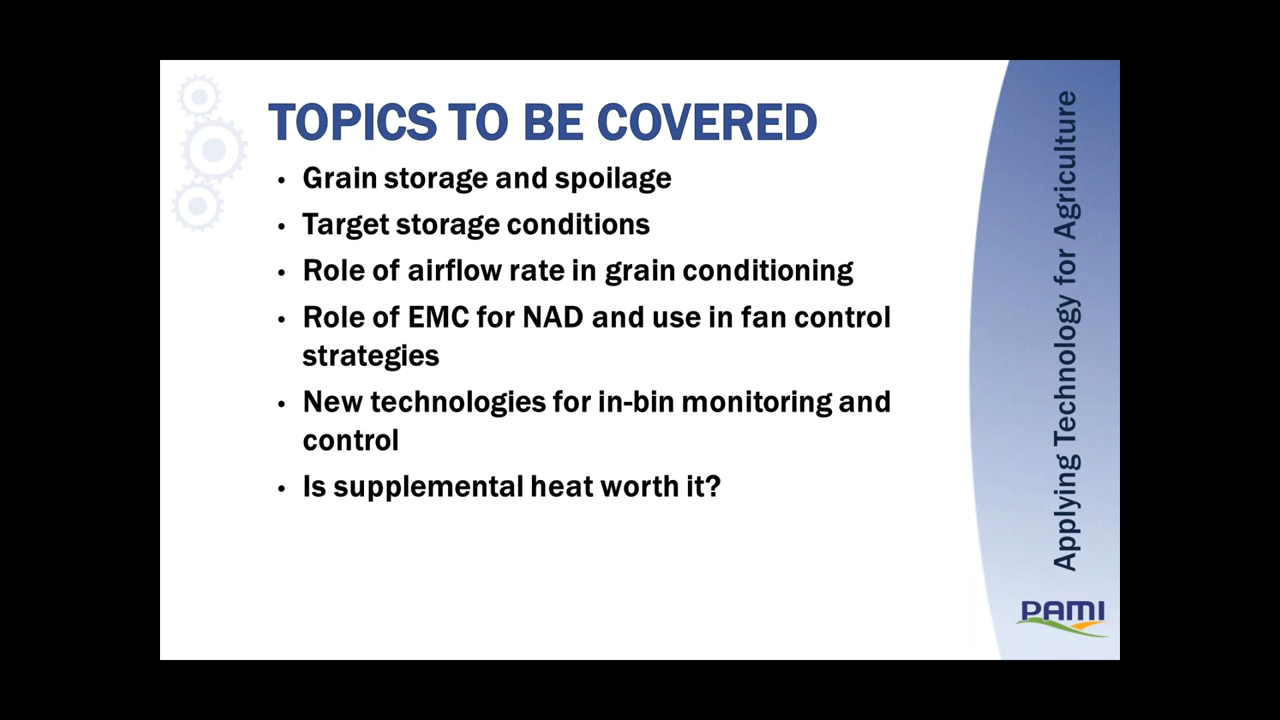 TOPICS TO BE COVERED
• Grain storage and spoilage
• Target storage conditions
• Role of airflow rate in grain conditioning
• Role of EMC for NAD and use in fan control
strategies
• New technologies for in-bin monitoring and
control
• Is supplemental heat worth it?
Applying Technology for Agriculture
PAMI